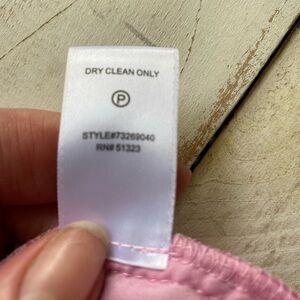 DRY CLEAN ONLY
P
STYLE#73269040
RN# 51323